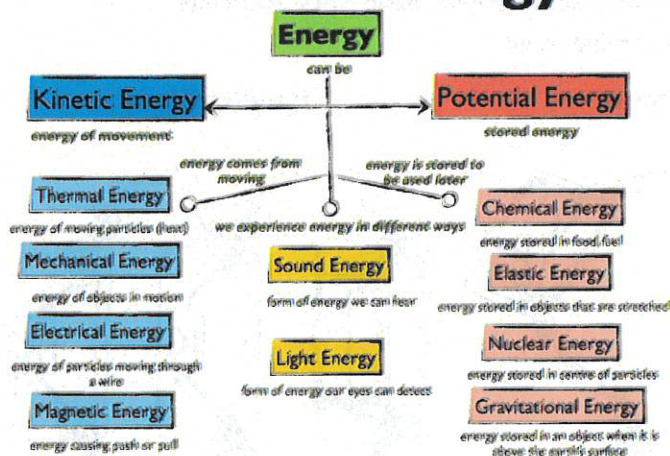 Energy
can be
Kinetic Energy
energy of movement
Potential Energy
stored energy
energy comes from
moving
energy is stored to
be used later
we experience energy in different ways
Thermal Energy
energy of moving particles (heat)
Mechanical Energy
energy of objects in motion
Electrical Energy
energy of particles moving through
a wire
Magnetic Energy
energy causing push or pull
Sound Energy
form of energy we can hear
Light Energy
form of energy our eyes can detect
Chemical Energy
energy stored in food, fuel
Elastic Energy
energy stored in objects that are stretched
Nuclear Energy
energy stored in centre of particles
Gravitational Energy
energy stored in an object when it is
above the earth's surface